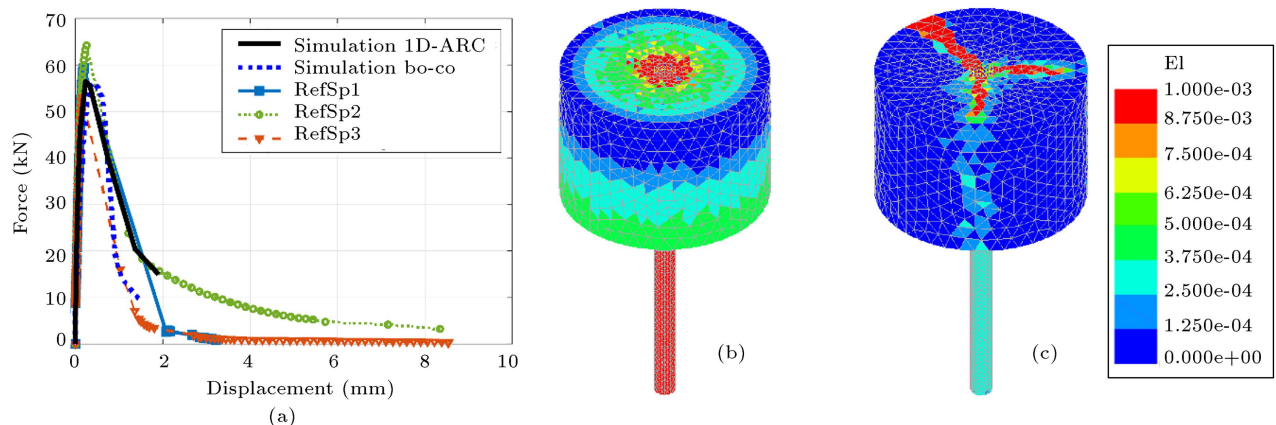 70
60
50
40
30
20
10
0
Force (kN)
0 2 4 6 8 10
Displacement (mm)
(a)
Simulation 1D-ARC
Simulation bo-co
RefSp1
RefSp2
RefSp3
(b)
(c)
El
1.000e-03
8.750e-03
7.500e-04
6.250e-04
5.000e-04
3.750e-04
2.500e-04
1.250e-04
0.000e+00